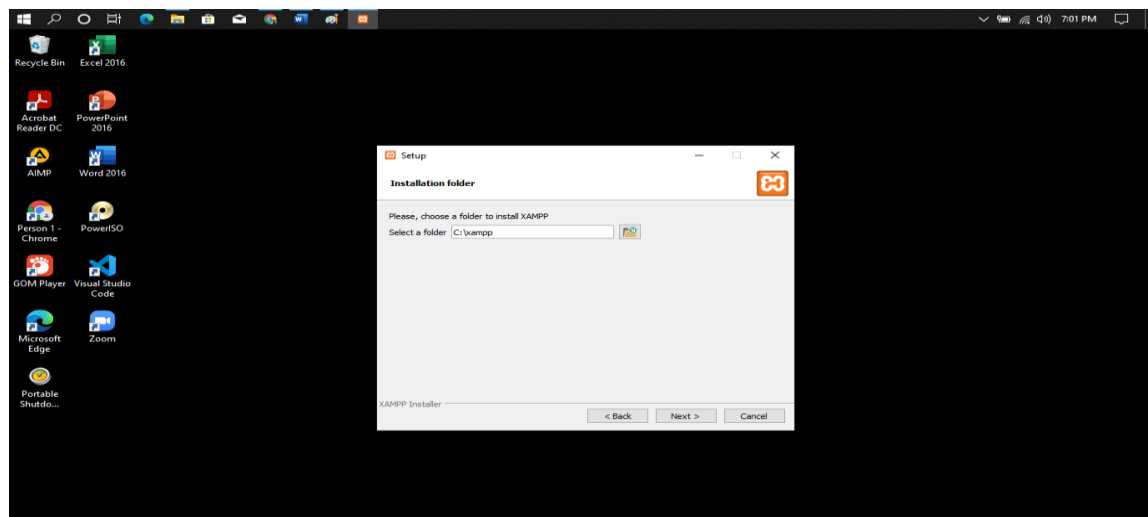 7:01 PM
Recycle Bin
Excel 2016
Acrobat
Reader DC
PowerPoint
2016
AIMP
Word 2016
Person 1 -
Chrome
PowerISO
GOM Player
Visual Studio
Code
Microsoft
Edge
Zoom
Portable
Shutdo...
Setup
Installation folder
Please, choose a folder to install XAMPP
Select a folder C:\xampp
XAMPP Installer
< Back Next > Cancel